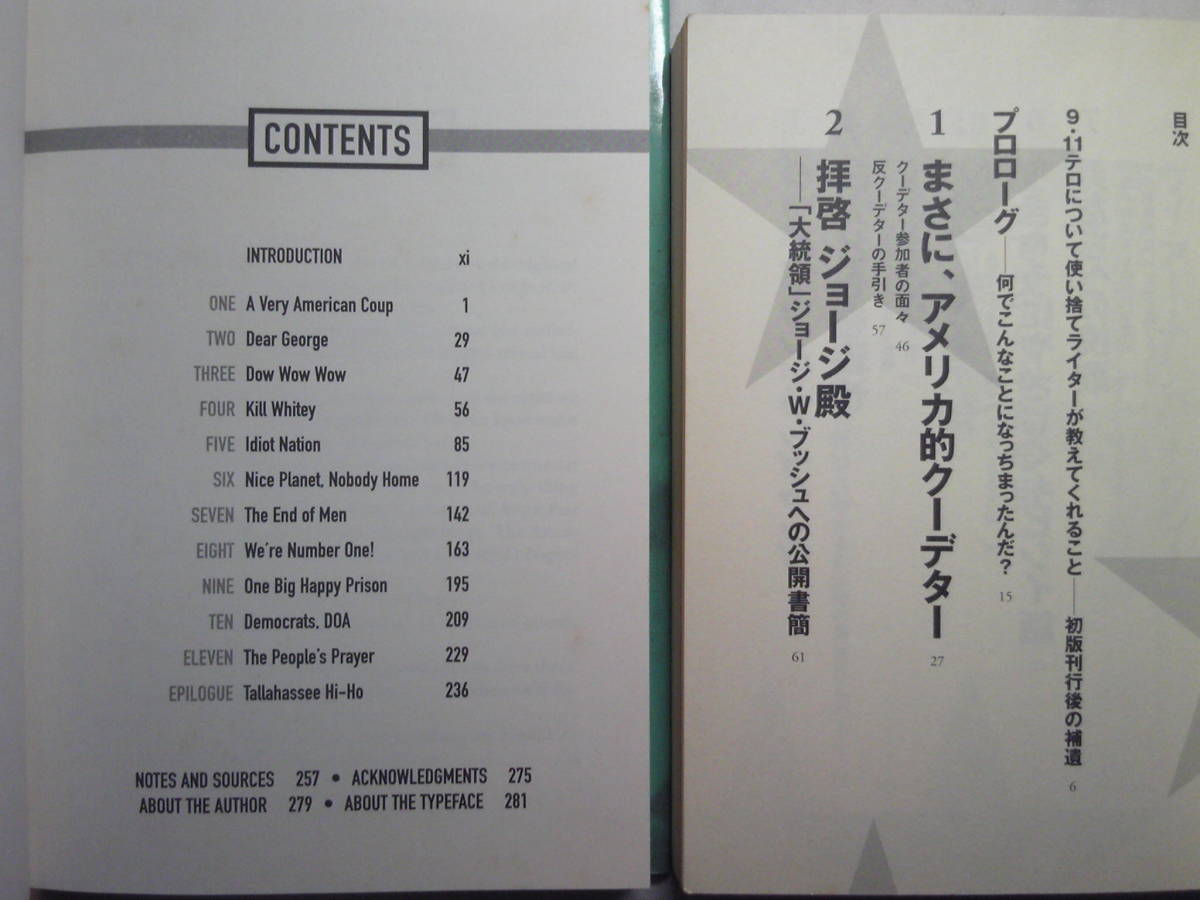 CONTENTS
INTRODUCTION xi
ONE A Very American Coup 1
TWO Dear George 29
THREE Dow Wow Wow 47
FOUR Kill Whitey 56
FIVE Idiot Nation 85
SIX Nice Planet, Nobody Home 119
SEVEN The End of Men 142
EIGHT We're Number One! 163
NINE One Big Happy Prison 195
TEN Democrats, DOA 209
ELEVEN The People's Prayer 229
EPILOGUE Tallahassee Hi-Ho 236
NOTES AND SOURCES 257 • ACKNOWLEDGMENTS 275
ABOUT THE AUTHOR 279 • ABOUT THE TYPEFACE 281
目次
9・11テロについて使い捨てライターが教えてくれること——初版刊行後の補遺 6
プロローグ——何でこんなことになっちまったんだ? 15
1 まさに、アメリカ的クーデター 27
クーデター参加者の面々 46
反クーデターの手引き 57
2 拝啓 ジョージ殿
——「大統領」ジョージ・W・ブッシュへの公開書簡 61